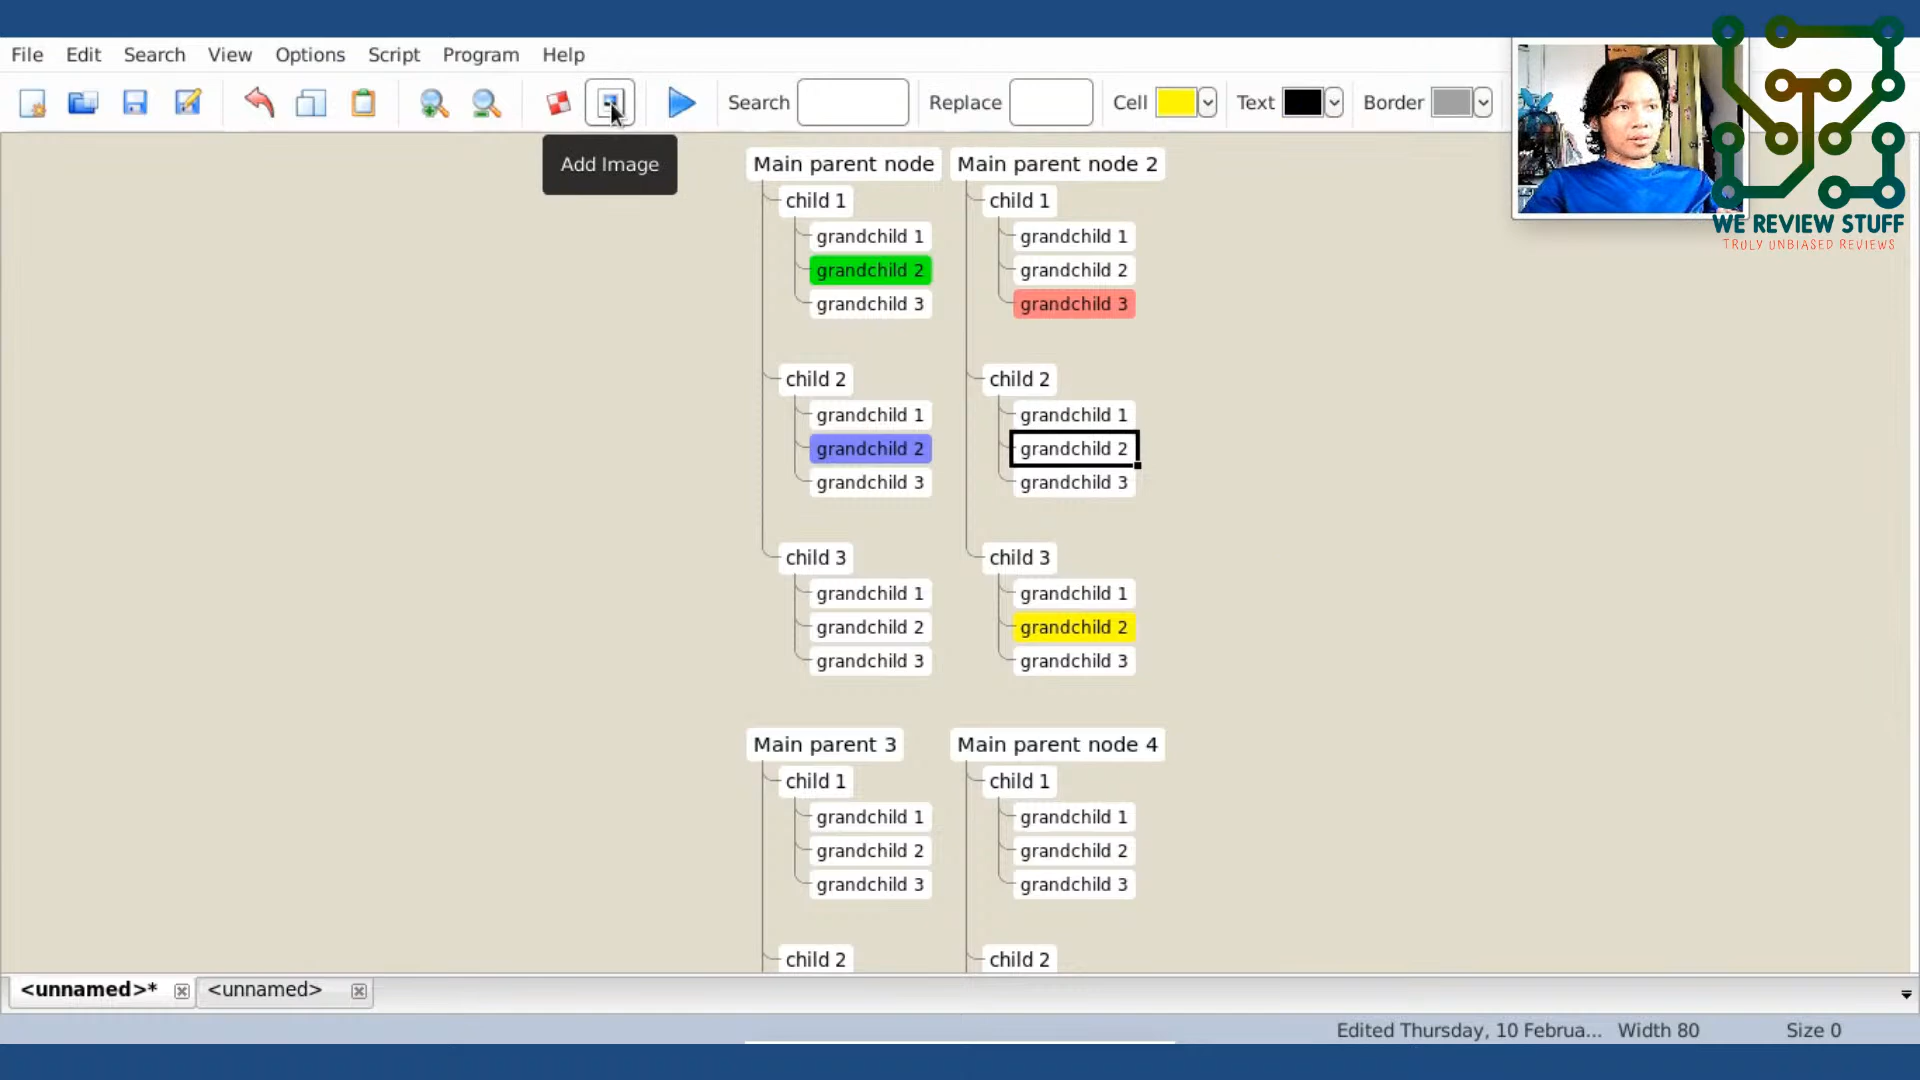 File Edit Search View Options Script Program Help
Search Replace Cell Text Border
WE REVIEW STUFF
TRULY UNBIASED REVIEWS
Add Image
Main parent node Main parent node 2
child 1 child 1
grandchild 1 grandchild 1
grandchild 2 grandchild 2
grandchild 3 grandchild 3
child 2 child 2
grandchild 1 grandchild 1
grandchild 2 grandchild 2
grandchild 3 grandchild 3
child 3 child 3
grandchild 1 grandchild 1
grandchild 2 grandchild 2
grandchild 3 grandchild 3
Main parent 3 Main parent node 4
child 1 child 1
grandchild 1 grandchild 1
grandchild 2 grandchild 2
grandchild 3 grandchild 3
child 2 child 2
<unnamed>* <unnamed>
Edited Thursday, 10 Februa... Width 80 Size 0